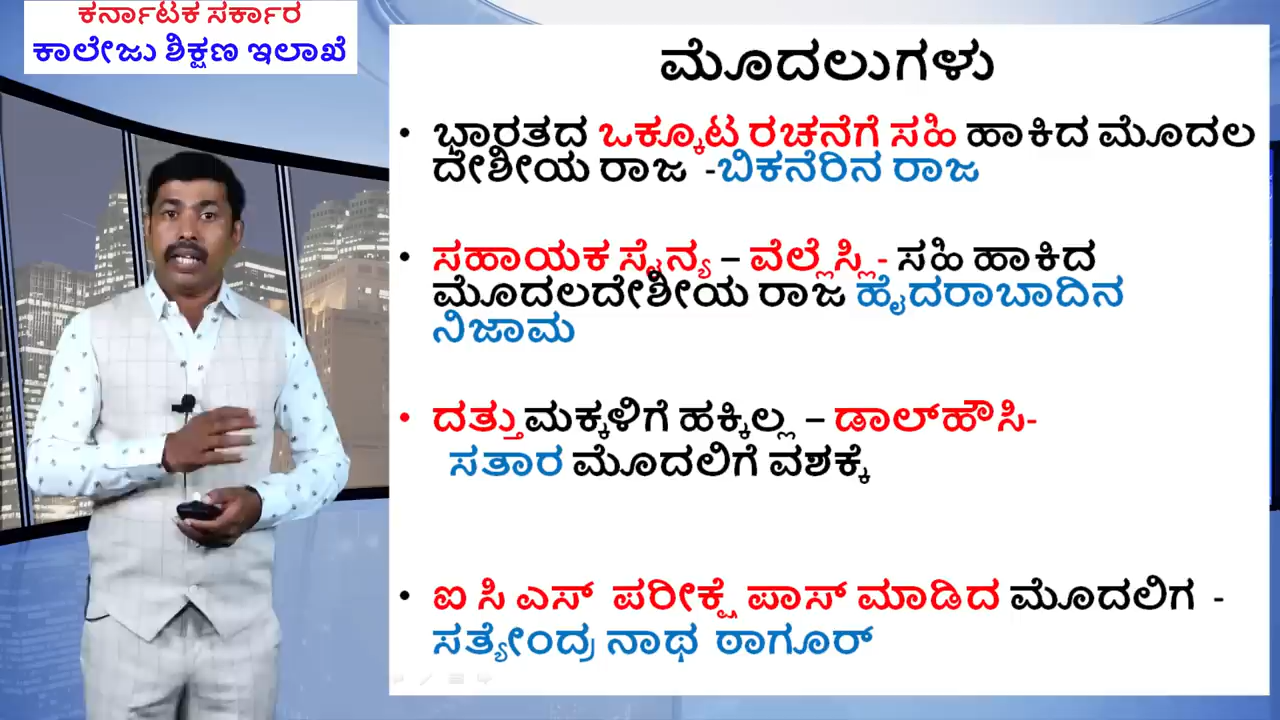 ಕರ್ನಾಟಕ ಸರ್ಕಾರ
ಕಾಲೇಜು ಶಿಕ್ಷಣ ಇಲಾಖೆ
ಮೊದಲುಗಳು
• ಭಾರತದ ಒಕ್ಕೂಟ ರಚನೆಗೆ ಸಹಿ ಹಾಕಿದ ಮೊದಲ
ದೇಶೀಯ ರಾಜ -ಬಿಕನೆರಿನ ರಾಜ
• ಸಹಾಯಕ ಸೈನ್ಯ – ವೆಲ್ಲೆಸ್ಲಿ- ಸಹಿ ಹಾಕಿದ
ಮೊದಲದೇಶೀಯ ರಾಜ ಹೈದರಾಬಾದಿನ
ನಿಜಾಮ
• ದತ್ತು ಮಕ್ಕಳಿಗೆ ಹಕ್ಕಿಲ್ಲ – ಡಾಲ್‌ಹೌಸಿ-
ಸತಾರ ಮೊದಲಿಗೆ ವಶಕ್ಕೆ
• ಐ ಸಿ ಎಸ್ ಪರೀಕ್ಷೆ ಪಾಸ್ ಮಾಡಿದ ಮೊದಲಿಗ -
ಸತ್ಯೇಂದ್ರ ನಾಥ ಠಾಗೂರ್